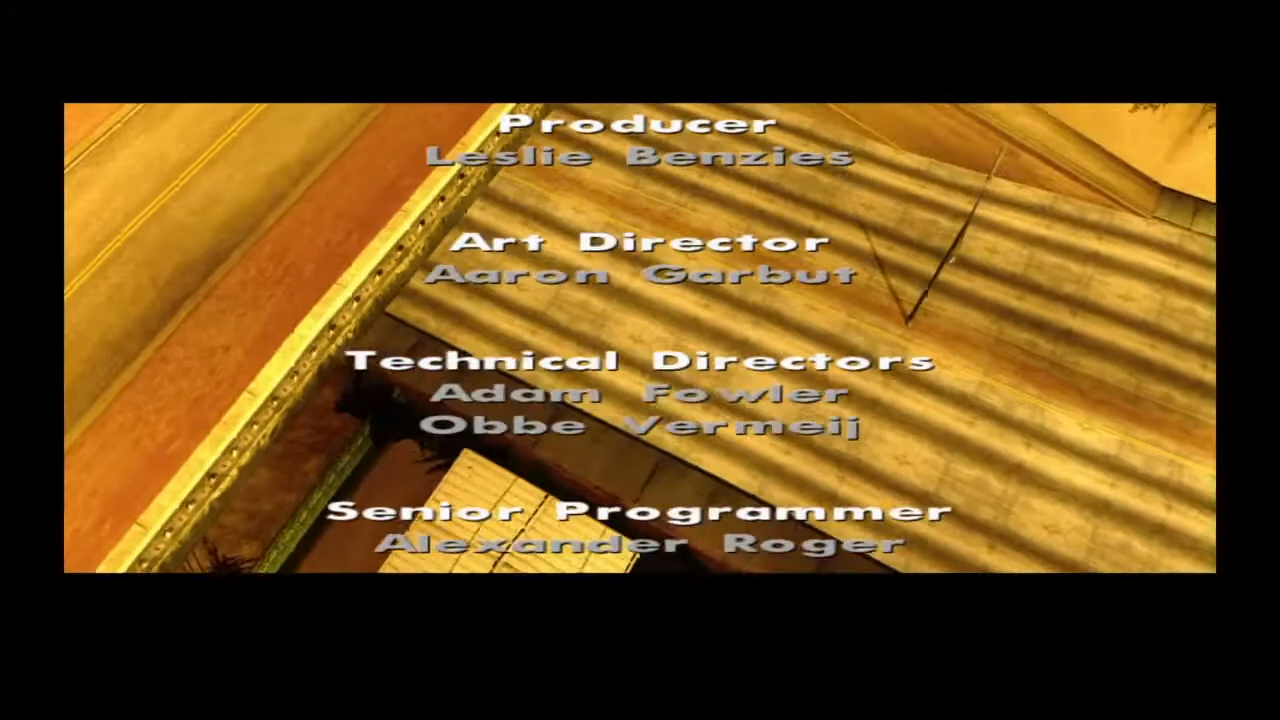 Producer
Leslie Benzies
Art Director
Aaron Garbut
Technical Directors
Adam Fowler
Obbe Vermeij
Senior Programmer
Alexander Roger